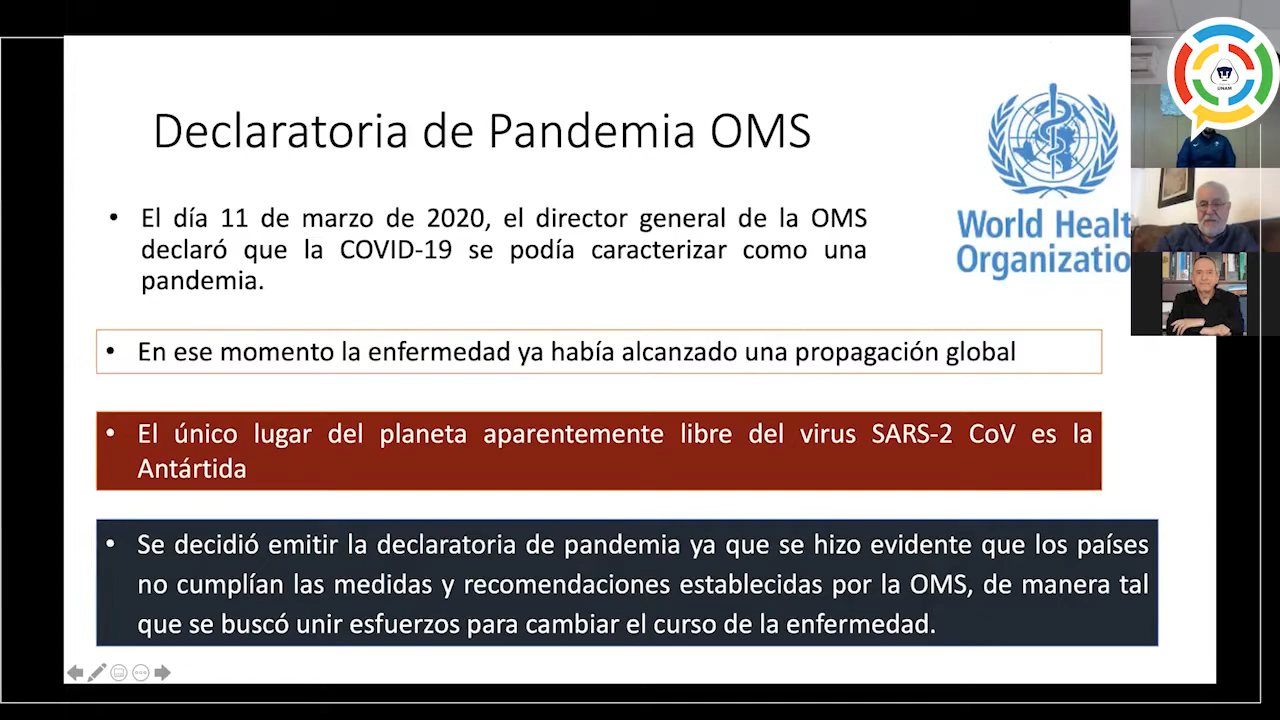 Declaratoria de Pandemia OMS
• El día 11 de marzo de 2020, el director general de la OMS
declaró que la COVID-19 se podía caracterizar como una
pandemia.
World Healt
Organizatio
UNAM
• En ese momento la enfermedad ya había alcanzado una propagación global
• El único lugar del planeta aparentemente libre del virus SARS-2 CoV es la
Antártida
• Se decidió emitir la declaratoria de pandemia ya que se hizo evidente que los países
no cumplían las medidas y recomendaciones establecidas por la OMS, de manera tal
que se buscó unir esfuerzos para cambiar el curso de la enfermedad.